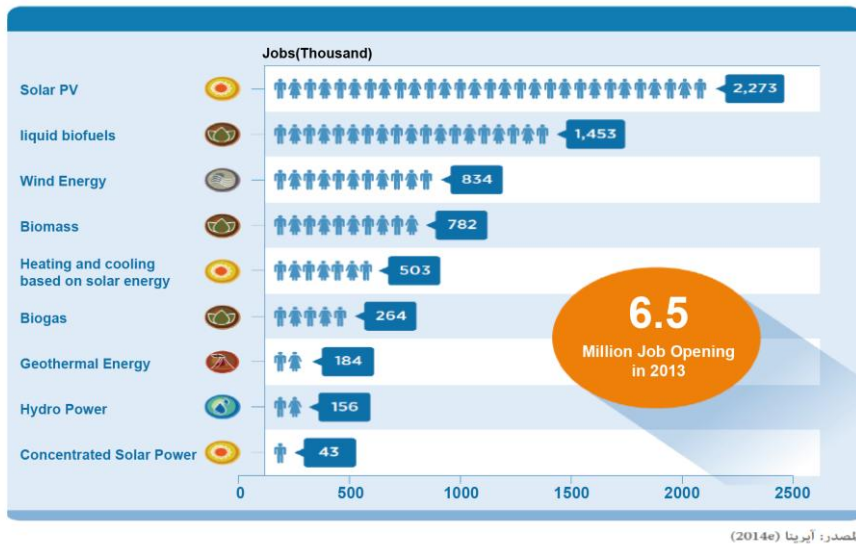 Jobs(Thousand)
Solar PV
2,273
liquid biofuels
1,453
Wind Energy
834
Biomass
782
Heating and cooling
based on solar energy
503
Biogas
264
Geothermal Energy
184
Hydro Power
156
Concentrated Solar Power
43
6.5
Million Job Opening
in 2013
0 500 1000 1500 2000 2500
لصدر: آيرينا (2014e)